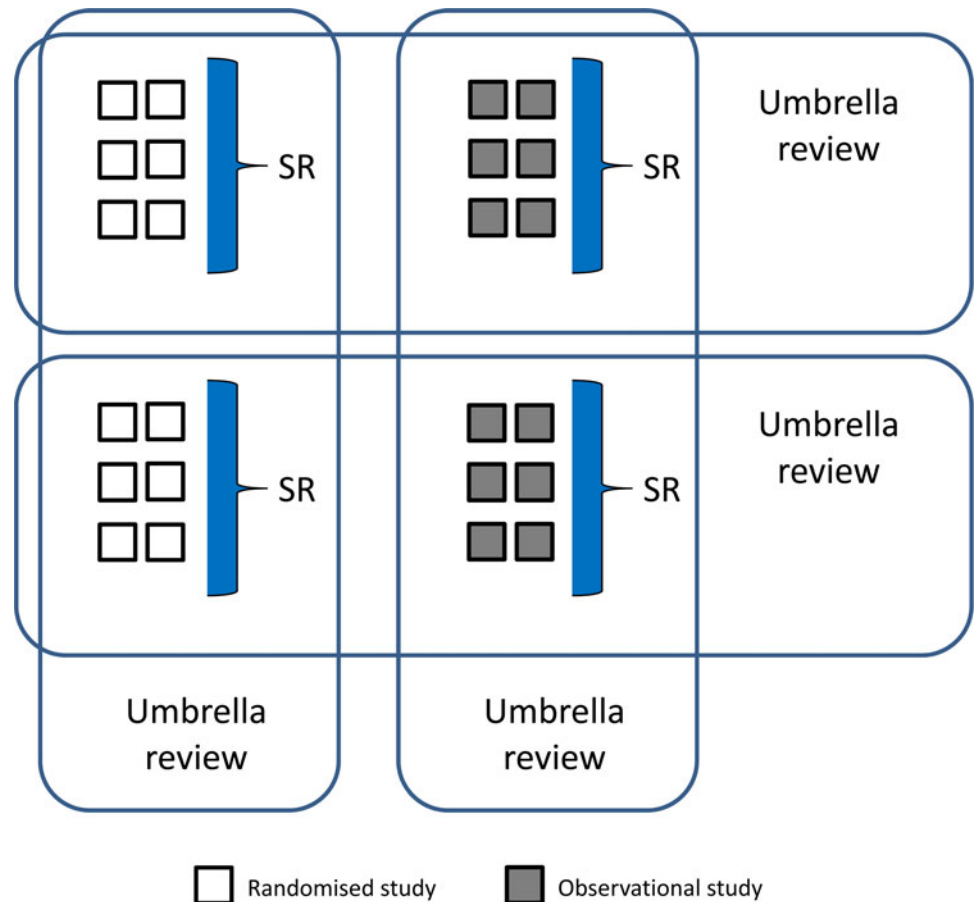 SR
SR
Umbrella
review
SR
SR
Umbrella
review
Umbrella
review
Umbrella
review
Randomised study
Observational study